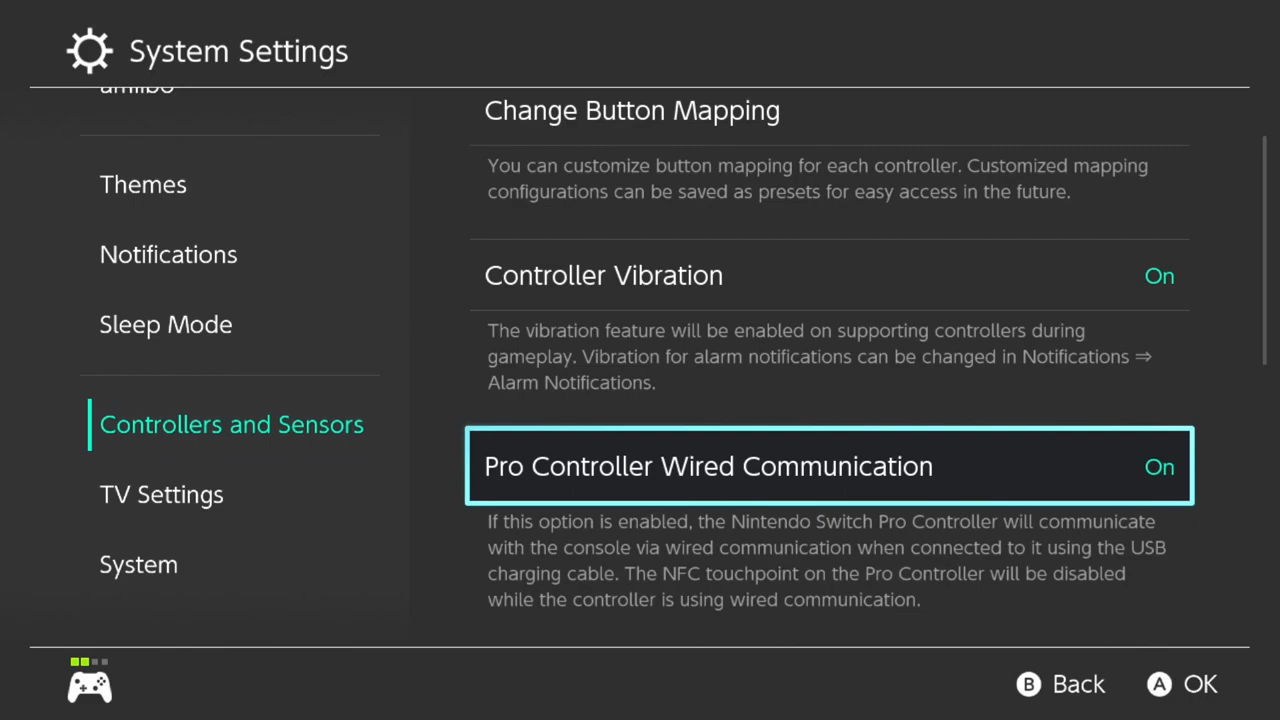 System Settings
amiibo
Themes
Notifications
Sleep Mode
Controllers and Sensors
TV Settings
System
Change Button Mapping
You can customize button mapping for each controller. Customized mapping
configurations can be saved as presets for easy access in the future.
Controller Vibration On
The vibration feature will be enabled on supporting controllers during
gameplay. Vibration for alarm notifications can be changed in Notifications ⇒
Alarm Notifications.
Pro Controller Wired Communication On
If this option is enabled, the Nintendo Switch Pro Controller will communicate
with the console via wired communication when connected to it using the USB
charging cable. The NFC touchpoint on the Pro Controller will be disabled
while the controller is using wired communication.
B Back A OK